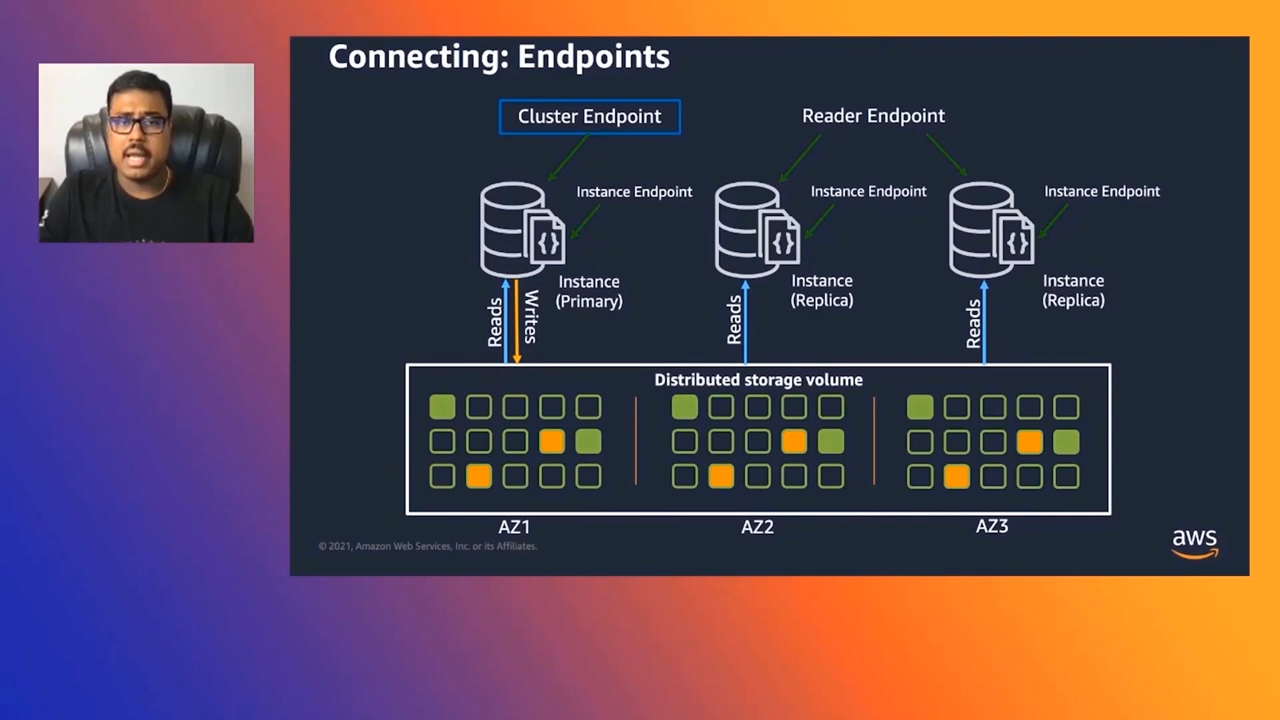 Connecting: Endpoints
Cluster Endpoint
Reader Endpoint
Instance Endpoint
Instance Endpoint
Instance Endpoint
{}
{}
{}
Instance
(Primary)
Instance
(Replica)
Instance
(Replica)
Reads
Writes
Reads
Reads
Distributed storage volume
AZ1
AZ2
AZ3
© 2021, Amazon Web Services, Inc. or its Affiliates.
aws